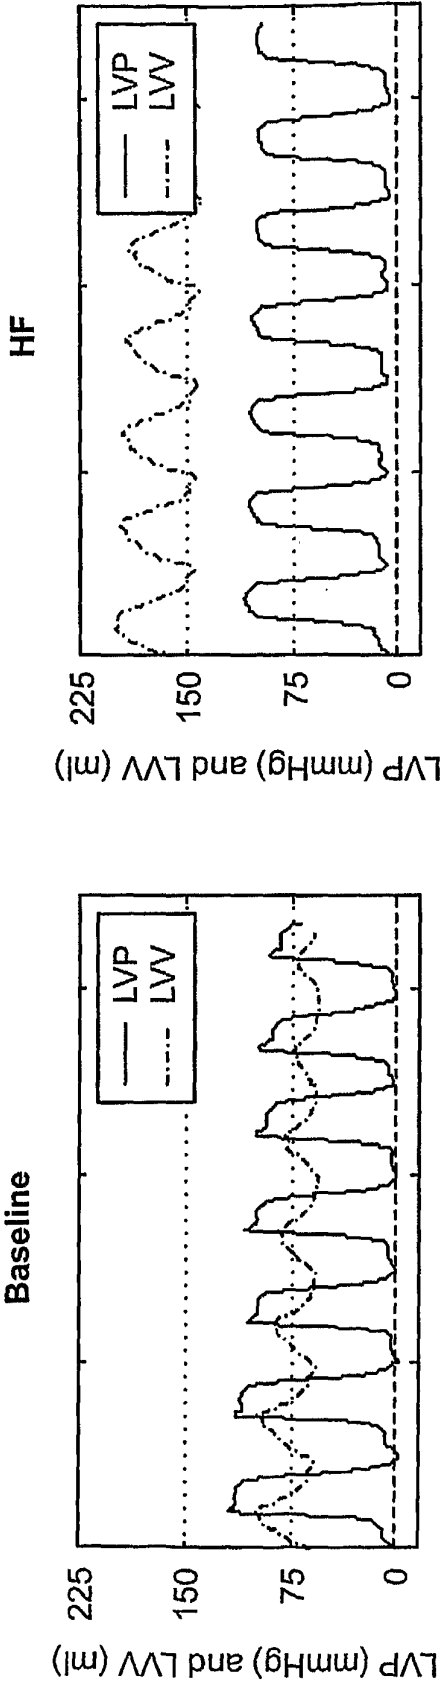 Baseline
LVP (mmHg) and LVV (ml)
225
150
75
0
LVP
LVV
HF
LVP (mmHg) and LVV (ml)
225
150
75
0
LVP
LVV